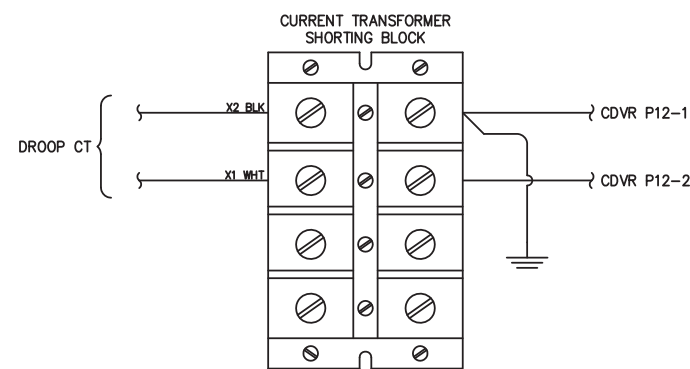 CURRENT TRANSFORMER
SHORTING BLOCK
X2 BLK
CDVR P12-1
DROOP CT
X1 WHT
CDVR P12-2